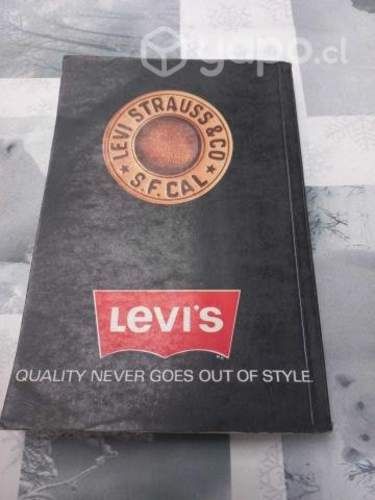 yapo.cl
LEVI STRAUSS & CO
S.F. CAL
LEVI'S
QUALITY NEVER GOES OUT OF STYLE.